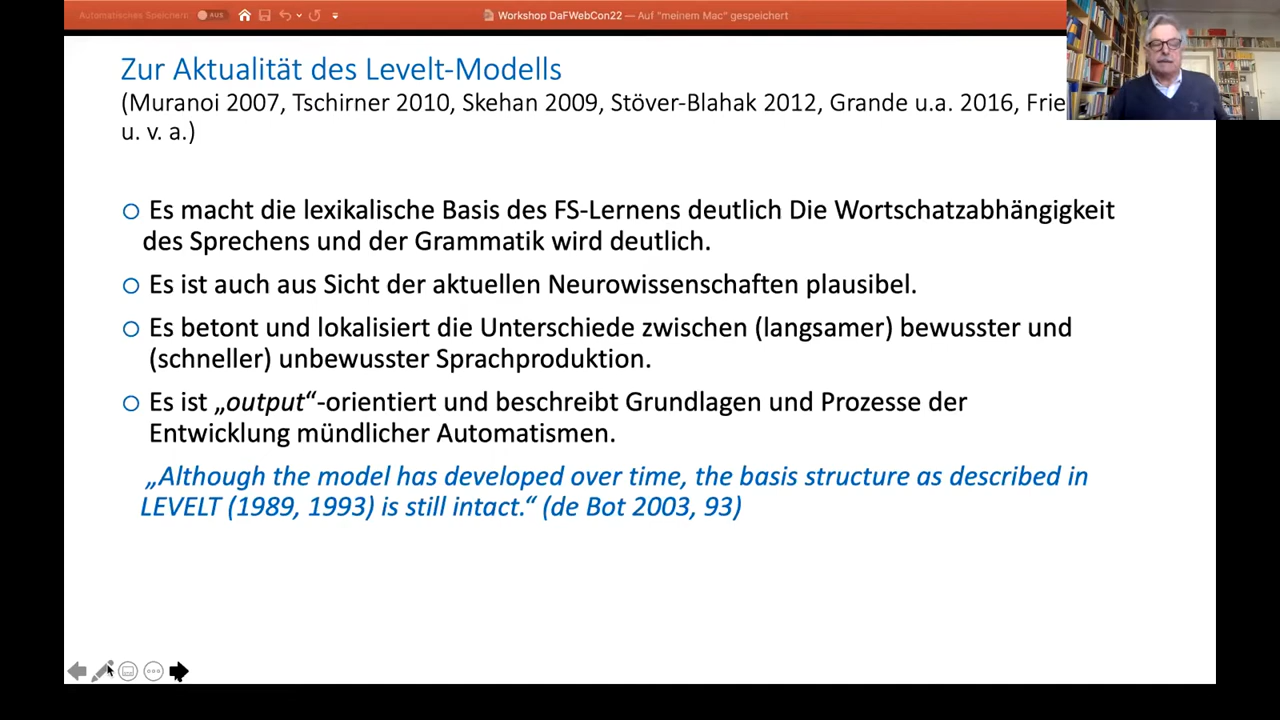 Automatisches Speichern AUS
Workshop DaFWebCon22 — Auf "meinem Mac" gespeichert
Zur Aktualität des Levelt-Modells
(Muranoi 2007, Tschirner 2010, Skehan 2009, Stöver-Blahak 2012, Grande u.a. 2016, Frie
u. v. a.)
Es macht die lexikalische Basis des FS-Lernens deutlich Die Wortschatzabhängigkeit
des Sprechens und der Grammatik wird deutlich.
Es ist auch aus Sicht der aktuellen Neurowissenschaften plausibel.
Es betont und lokalisiert die Unterschiede zwischen (langsamer) bewusster und
(schneller) unbewusster Sprachproduktion.
Es ist „output“-orientiert und beschreibt Grundlagen und Prozesse der
Entwicklung mündlicher Automatismen.
„Although the model has developed over time, the basis structure as described in
LEVELT (1989, 1993) is still intact.“ (de Bot 2003, 93)